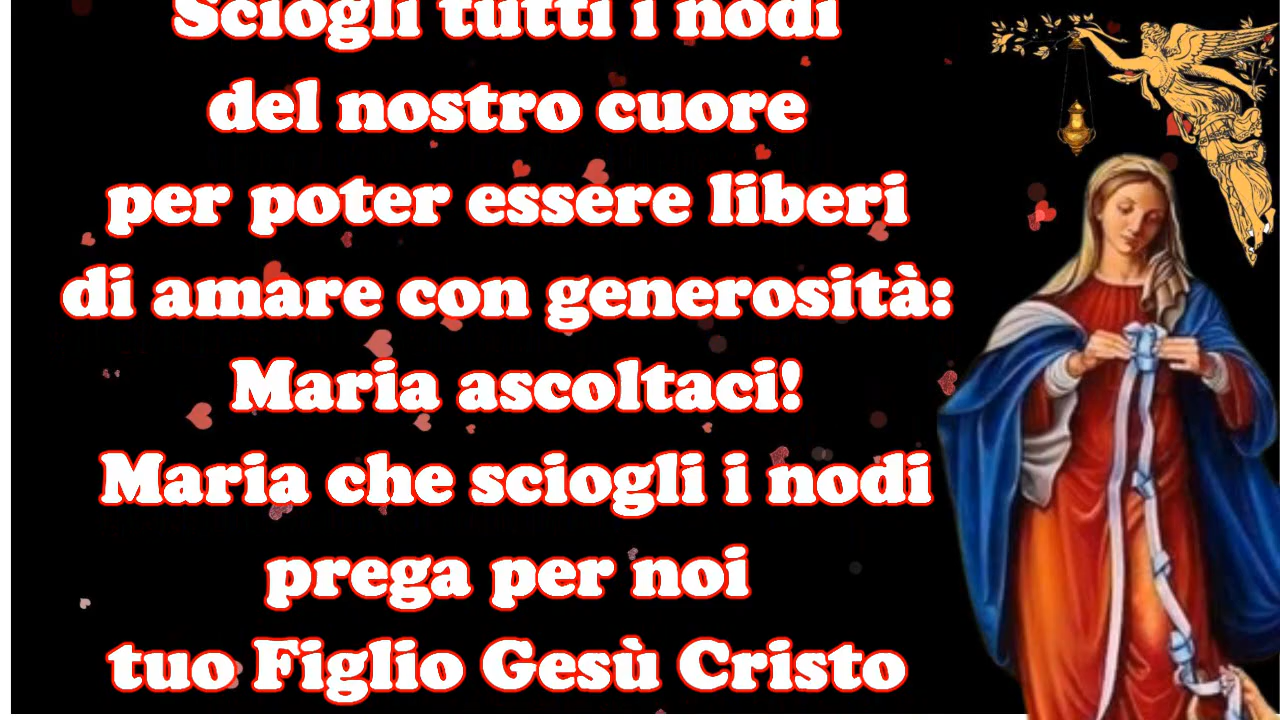 Sciogli tutti i nodi
del nostro cuore
per poter essere liberi
di amare con generosità:
Maria ascoltaci!
Maria che sciogli i nodi
prega per noi
tuo Figlio Gesù Cristo